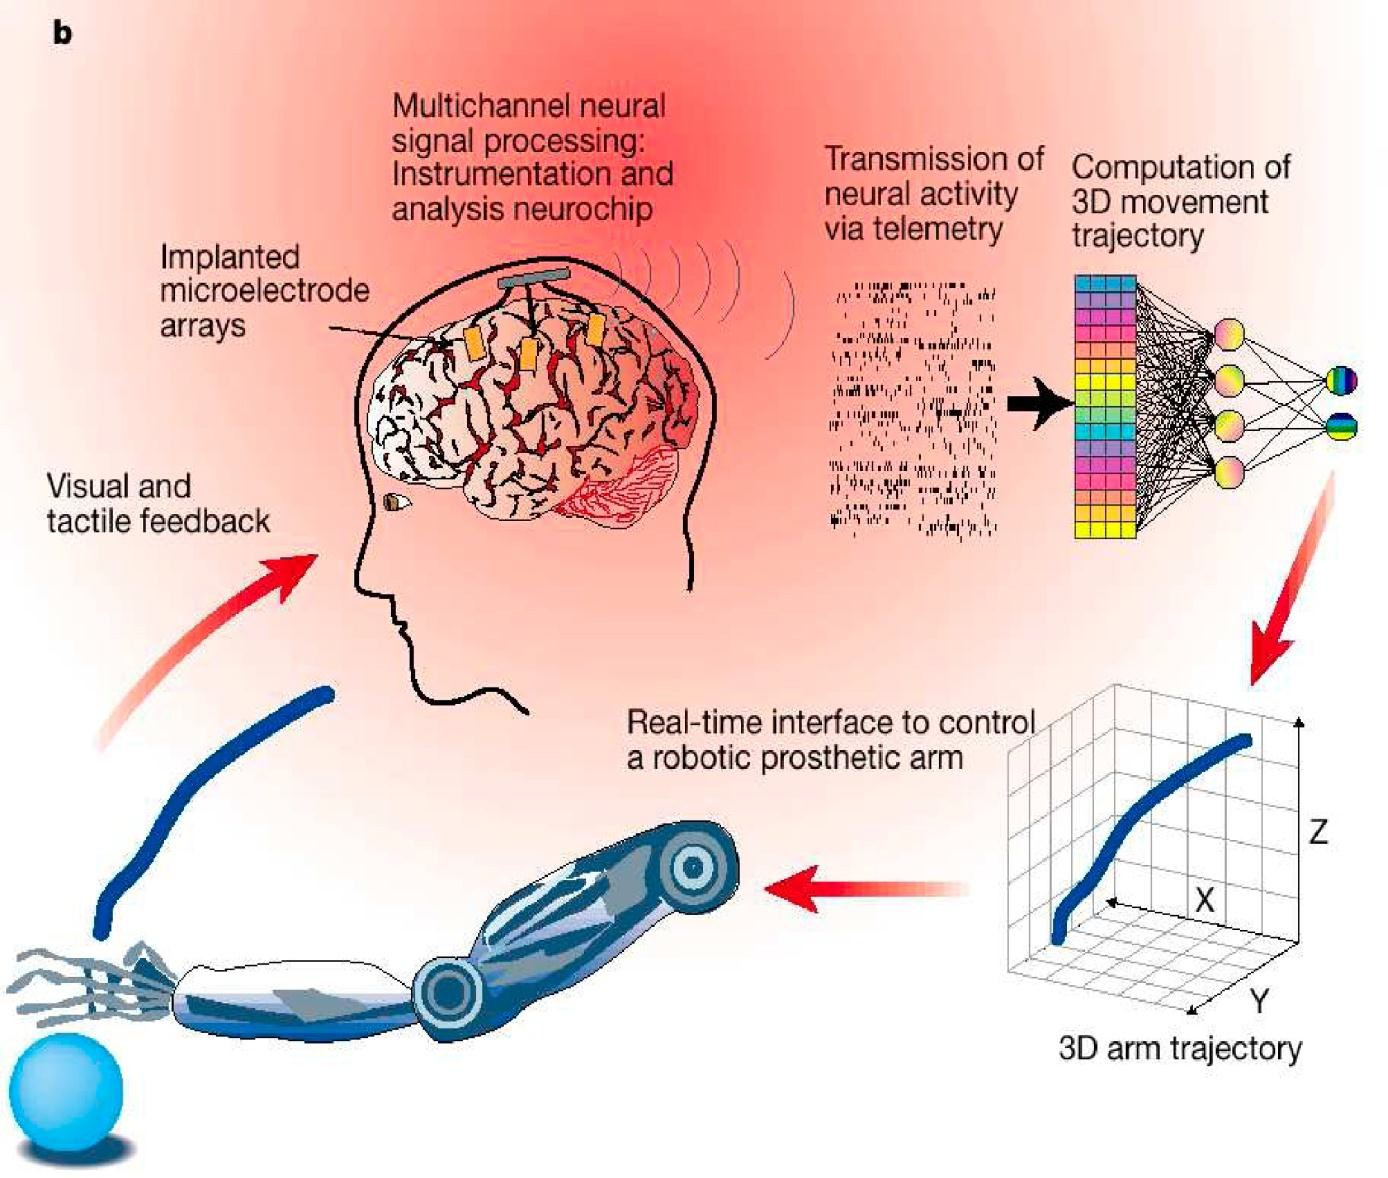 b
Multichannel neural
signal processing:
Instrumentation and
analysis neurochip
Transmission of
neural activity
via telemetry
Computation of
3D movement
trajectory
Implanted
microelectrode
arrays
Visual and
tactile feedback
Real-time interface to control
a robotic prosthetic arm
Z
X
Y
3D arm trajectory